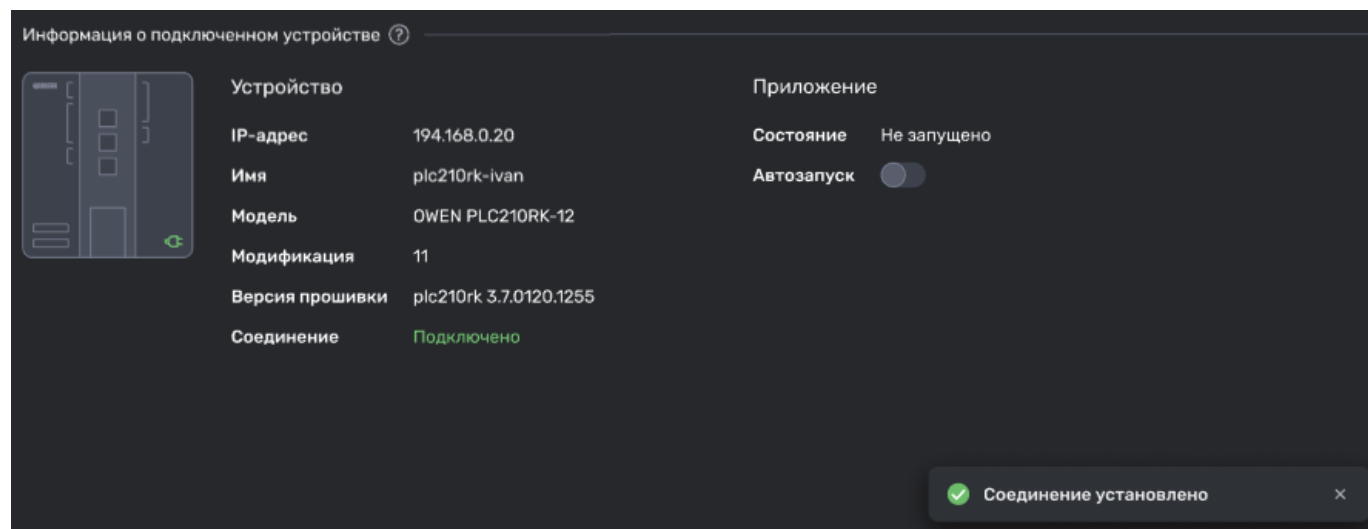 Информация о подключенном устройстве ?
Устройство
IP-адрес 194.168.0.20
Имя plc210rk-ivan
Модель OWEN PLC210RK-12
Модификация 11
Версия прошивки plc210rk 3.7.0120.1255
Соединение Подключено
Приложение
Состояние Не запущено
Автозапуск
Соединение установлено